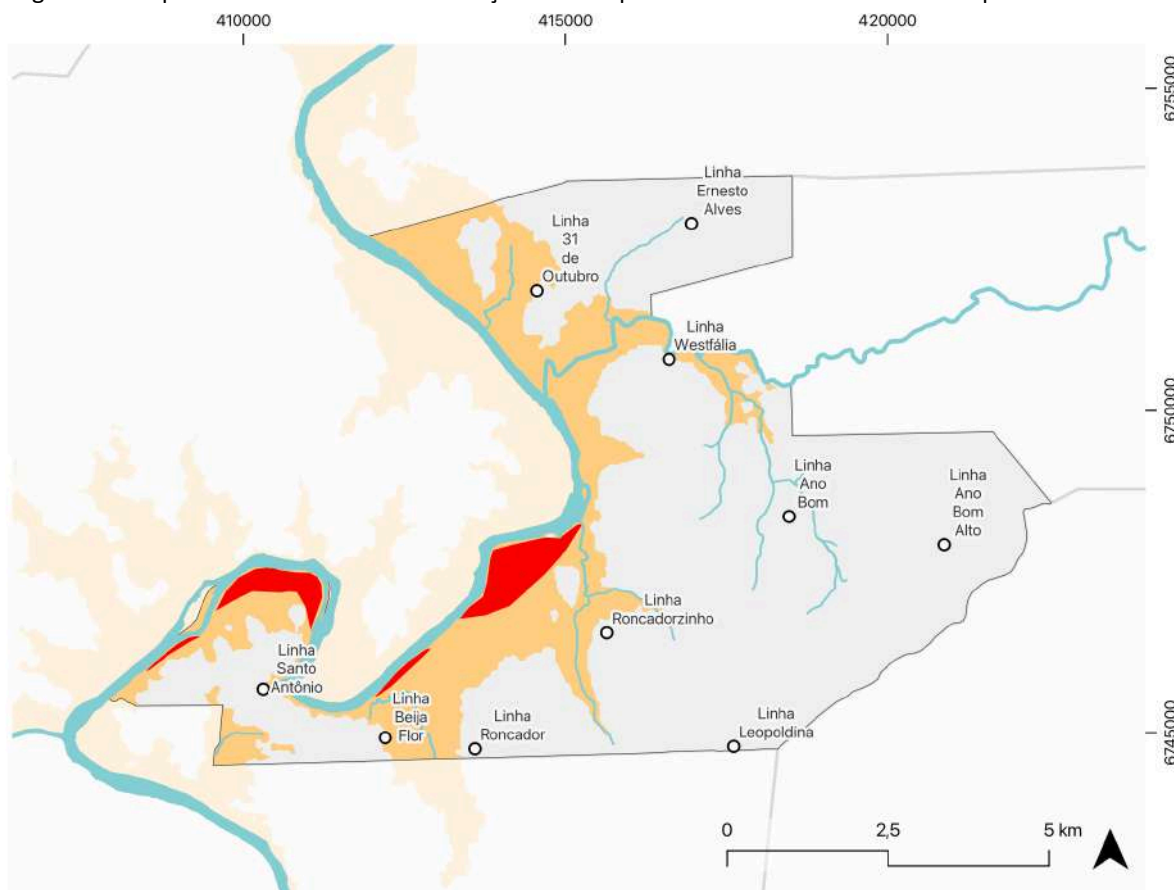 410000
415000
420000
6755000
Linha
Ernesto
Alves
Linha
31
de
Outubro
Linha
Westfália
6750000
Linha
Ano
Bom
Linha
Ano
Bom
Alto
Linha
Roncadorzinho
Linha
Santo
Antônio
Linha
Beija
Flor
Linha
Roncador
Linha
Leopoldina
6745000
0
2,5
5 km